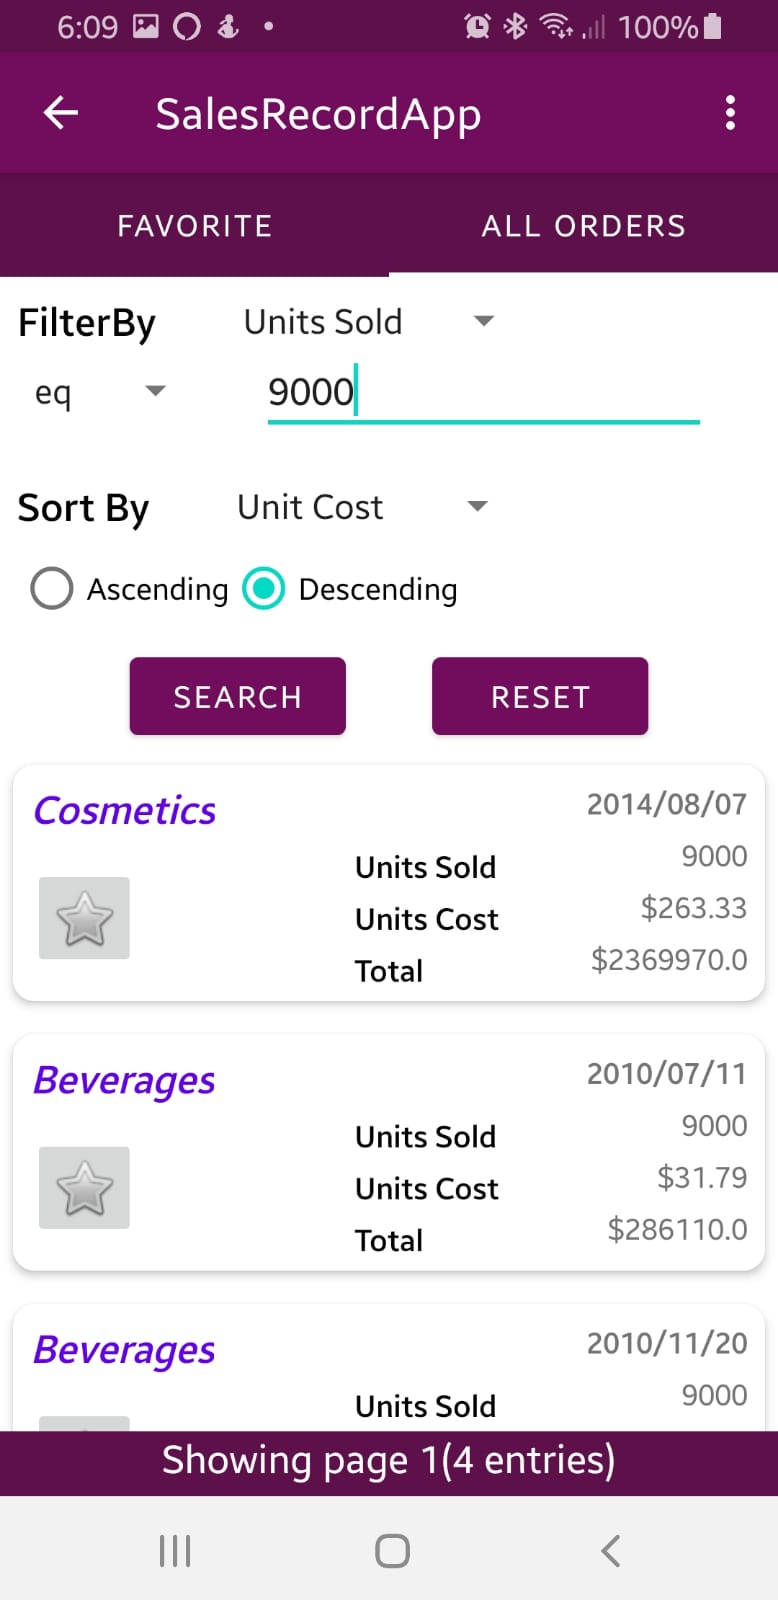 6:09 100%
SalesRecordApp
FAVORITE ALL ORDERS
FilterBy Units Sold
eq 9000
Sort By Unit Cost
Ascending Descending
SEARCH RESET
Cosmetics 2014/08/07
Units Sold 9000
Units Cost $263.33
Total $2369970.0
Beverages 2010/07/11
Units Sold 9000
Units Cost $31.79
Total $286110.0
Beverages 2010/11/20
Units Sold 9000
Showing page 1(4 entries)